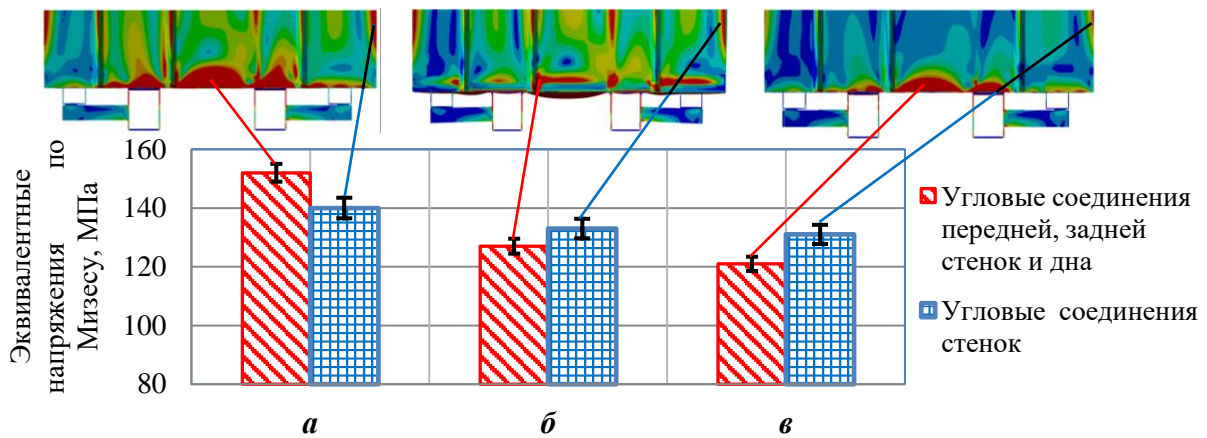 Эквивалентные
напряжения по
Мизесу, МПа
160
140
120
100
80
а
б
в
Угловые соединения
передней, задней
стенок и дна
Угловые соединения
стенок